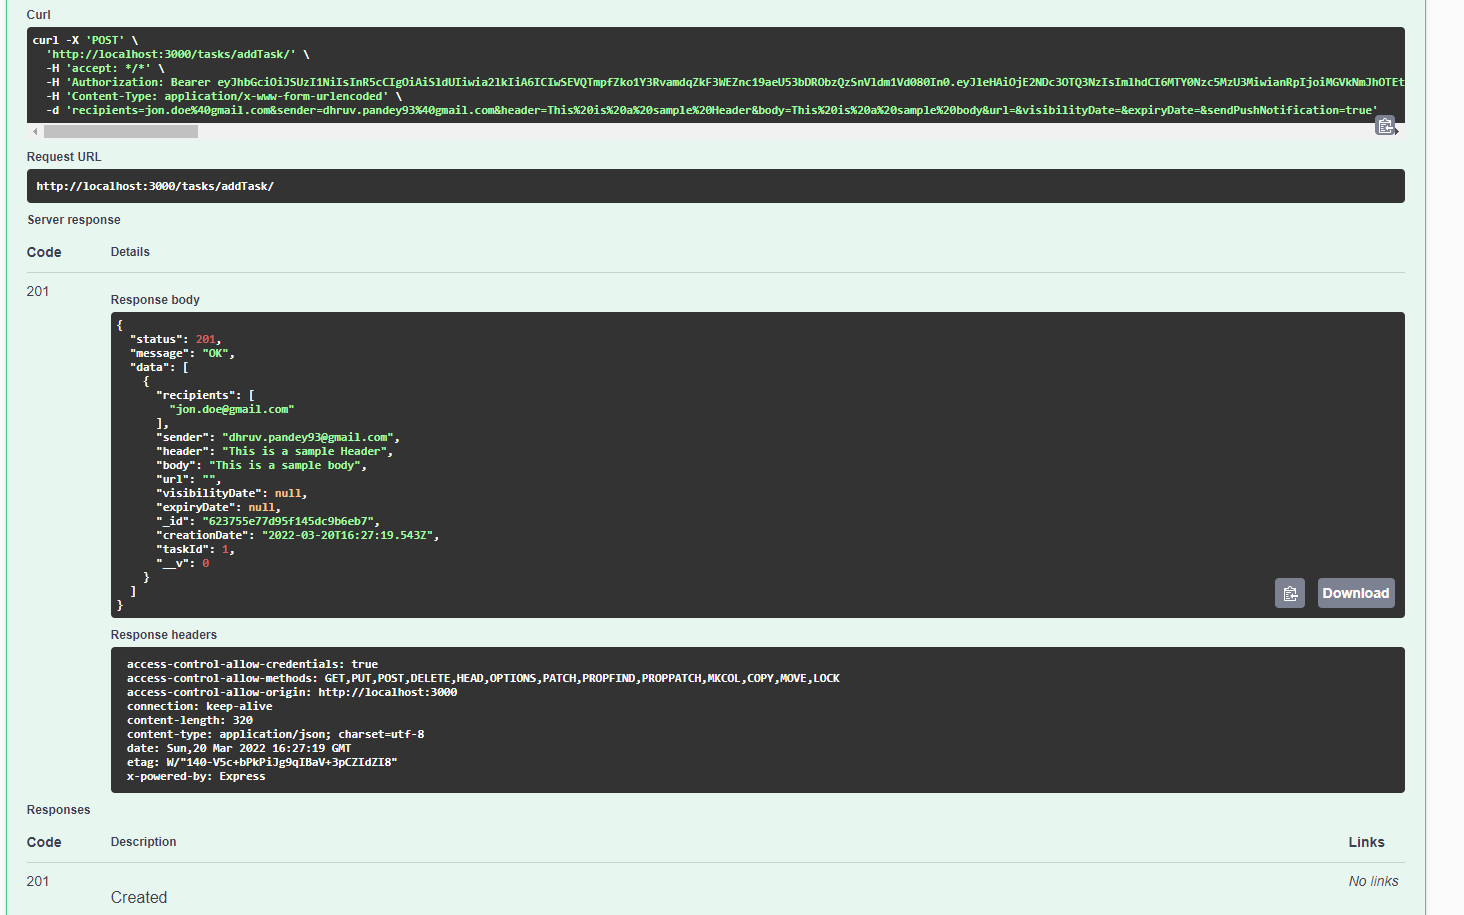 Curl
curl -X 'POST' \
'http://localhost:3000/tasks/addTask/' \
-H 'accept: */*' \
-H 'Authorization: Bearer
-H 'Content-Type: application/x-www-form-urlencoded' \
-d 'recipients=jon.doe%40gmail.com&sender=dhruv.pandey93%40gmail.com&header=This%20is%20a%20sample%20Header&body=This%20is%20a%20sample%20body&url=&visibilityDate=&expiryDate=&sendPushNotification=true'
Request URL
http://localhost:3000/tasks/addTask/
Server response
Code Details
201
Response body
{
"status": 201,
"message": "OK",
"data": [
{
"recipients": [
"jon.doe@gmail.com"
],
"sender": "dhruv.pandey93@gmail.com",
"header": "This is a sample Header",
"body": "This is a sample body",
"url": "",
"visibilityDate": null,
"expiryDate": null,
"_id": "623755e77d95f145dc9b6eb7",
"creationDate": "2022-03-20T16:27:19.543Z",
"taskId": 1,
"__v": 0
}
]
}
Download
Response headers
access-control-allow-credentials: true
access-control-allow-methods: GET,PUT,POST,DELETE,HEAD,OPTIONS,PATCH,PROPFIND,PROPPATCH,MKCOL,COPY,MOVE,LOCK
access-control-allow-origin: http://localhost:3000
connection: keep-alive
content-length: 320
content-type: application/json; charset=utf-8
date: Sun,20 Mar 2022 16:27:19 GMT
etag: W/"140-V5c+bPkPiJg9qIBaV+3pCZIdZI8"
x-powered-by: Express
Responses
Code Description Links
201 No links
Created